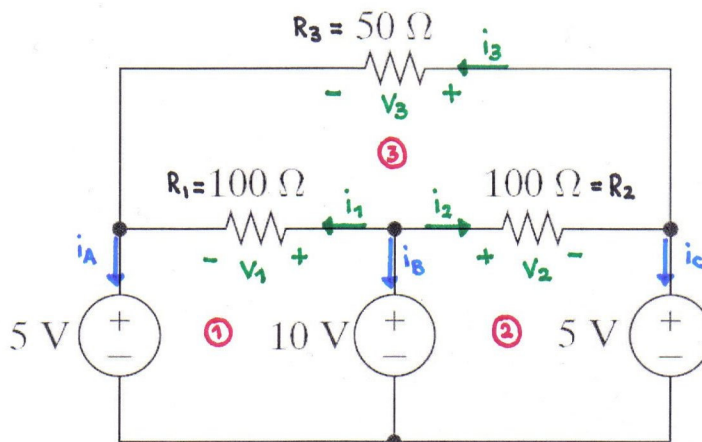 R3 = 50 Ω
i3
- V3 +
③
R1 = 100 Ω
100 Ω = R2
i1
i2
iA
- V1 +
iB
+ V2 -
iC
5 V
+
-
①
10 V
+
-
②
5 V
+
-